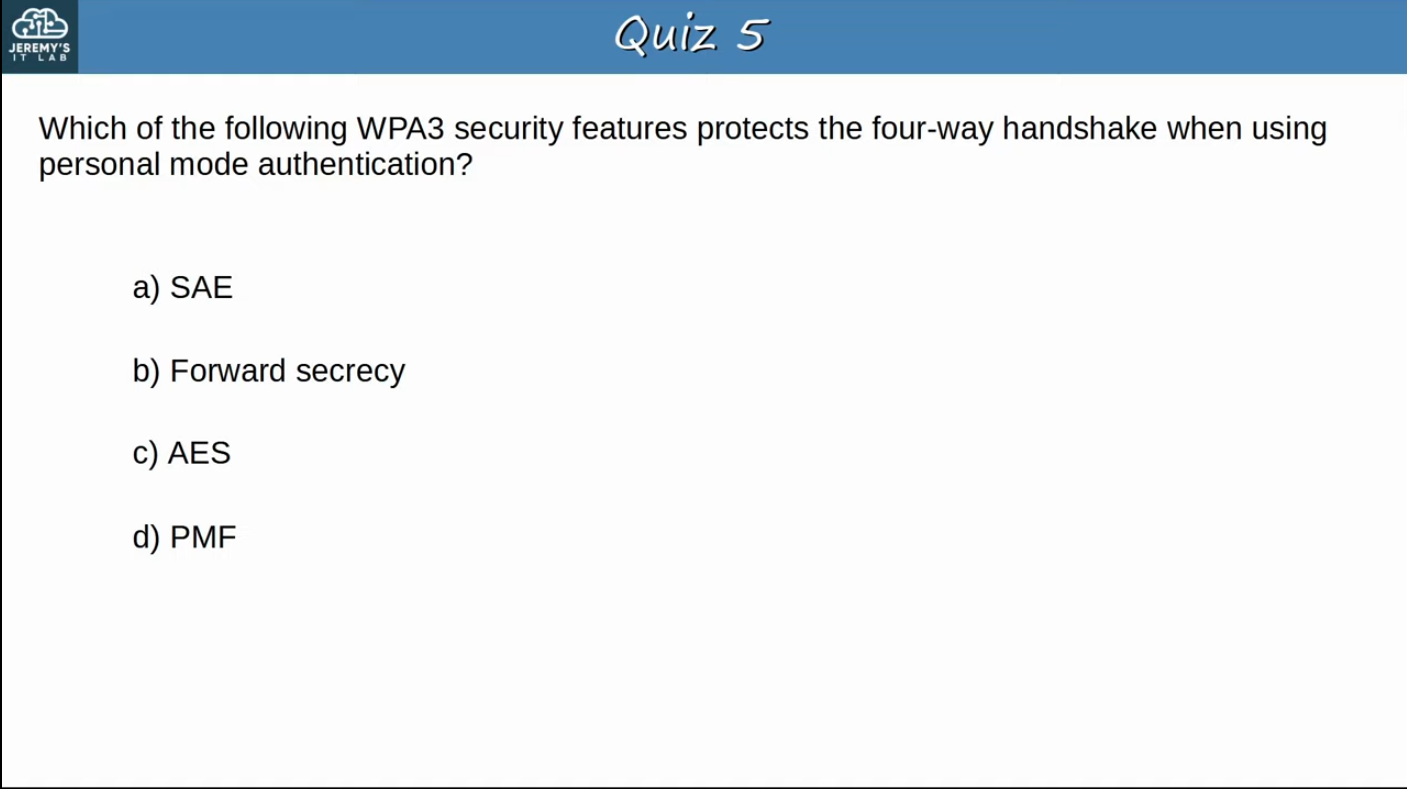 JEREMY'S
IT LAB
Quiz 5
Which of the following WPA3 security features protects the four-way handshake when using
personal mode authentication?
a) SAE
b) Forward secrecy
c) AES
d) PMF